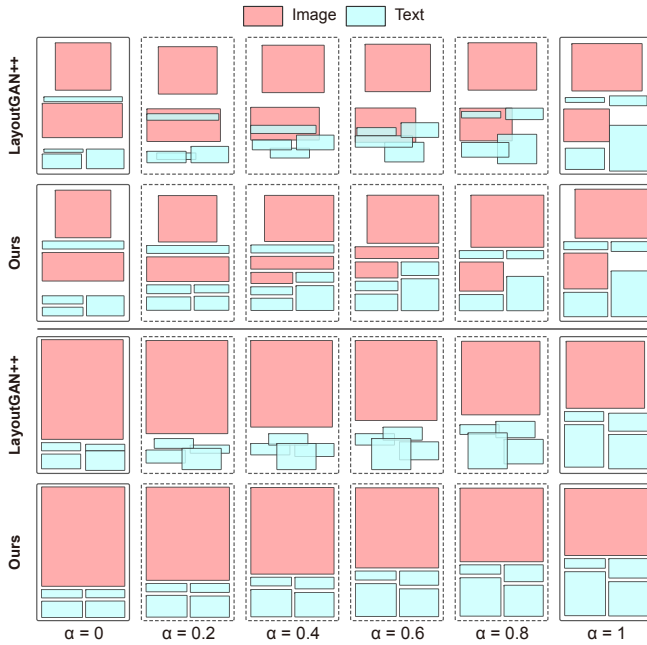 Image Text
LayoutGAN++
Ours
LayoutGAN++
Ours
α = 0 α = 0.2 α = 0.4 α = 0.6 α = 0.8 α = 1